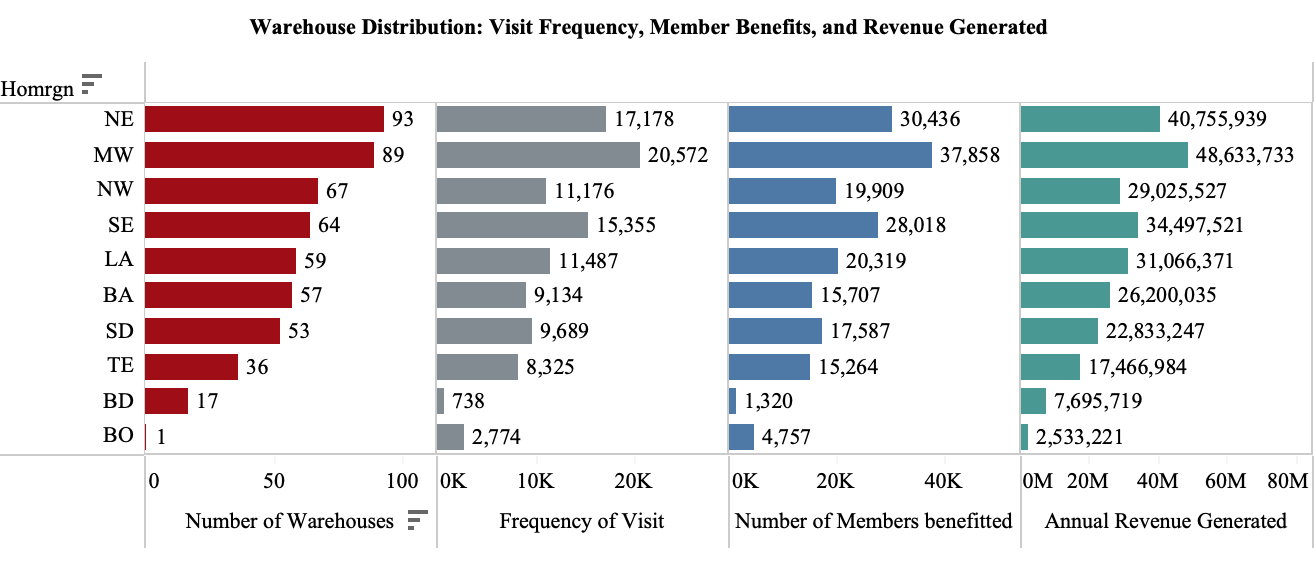 Warehouse Distribution: Visit Frequency, Member Benefits, and Revenue Generated
Homrgn
NE 93 17,178 30,436 40,755,939
MW 89 20,572 37,858 48,633,733
NW 67 11,176 19,909 29,025,527
SE 64 15,355 28,018 34,497,521
LA 59 11,487 20,319 31,066,371
BA 57 9,134 15,707 26,200,035
SD 53 9,689 17,587 22,833,247
TE 36 8,325 15,264 17,466,984
BD 17 738 1,320 7,695,719
BO 1 2,774 4,757 2,533,221
0 50 100 0K 10K 20K 0K 20K 40K 0M 20M 40M 60M 80M
Number of Warehouses Frequency of Visit Number of Members benefitted Annual Revenue Generated